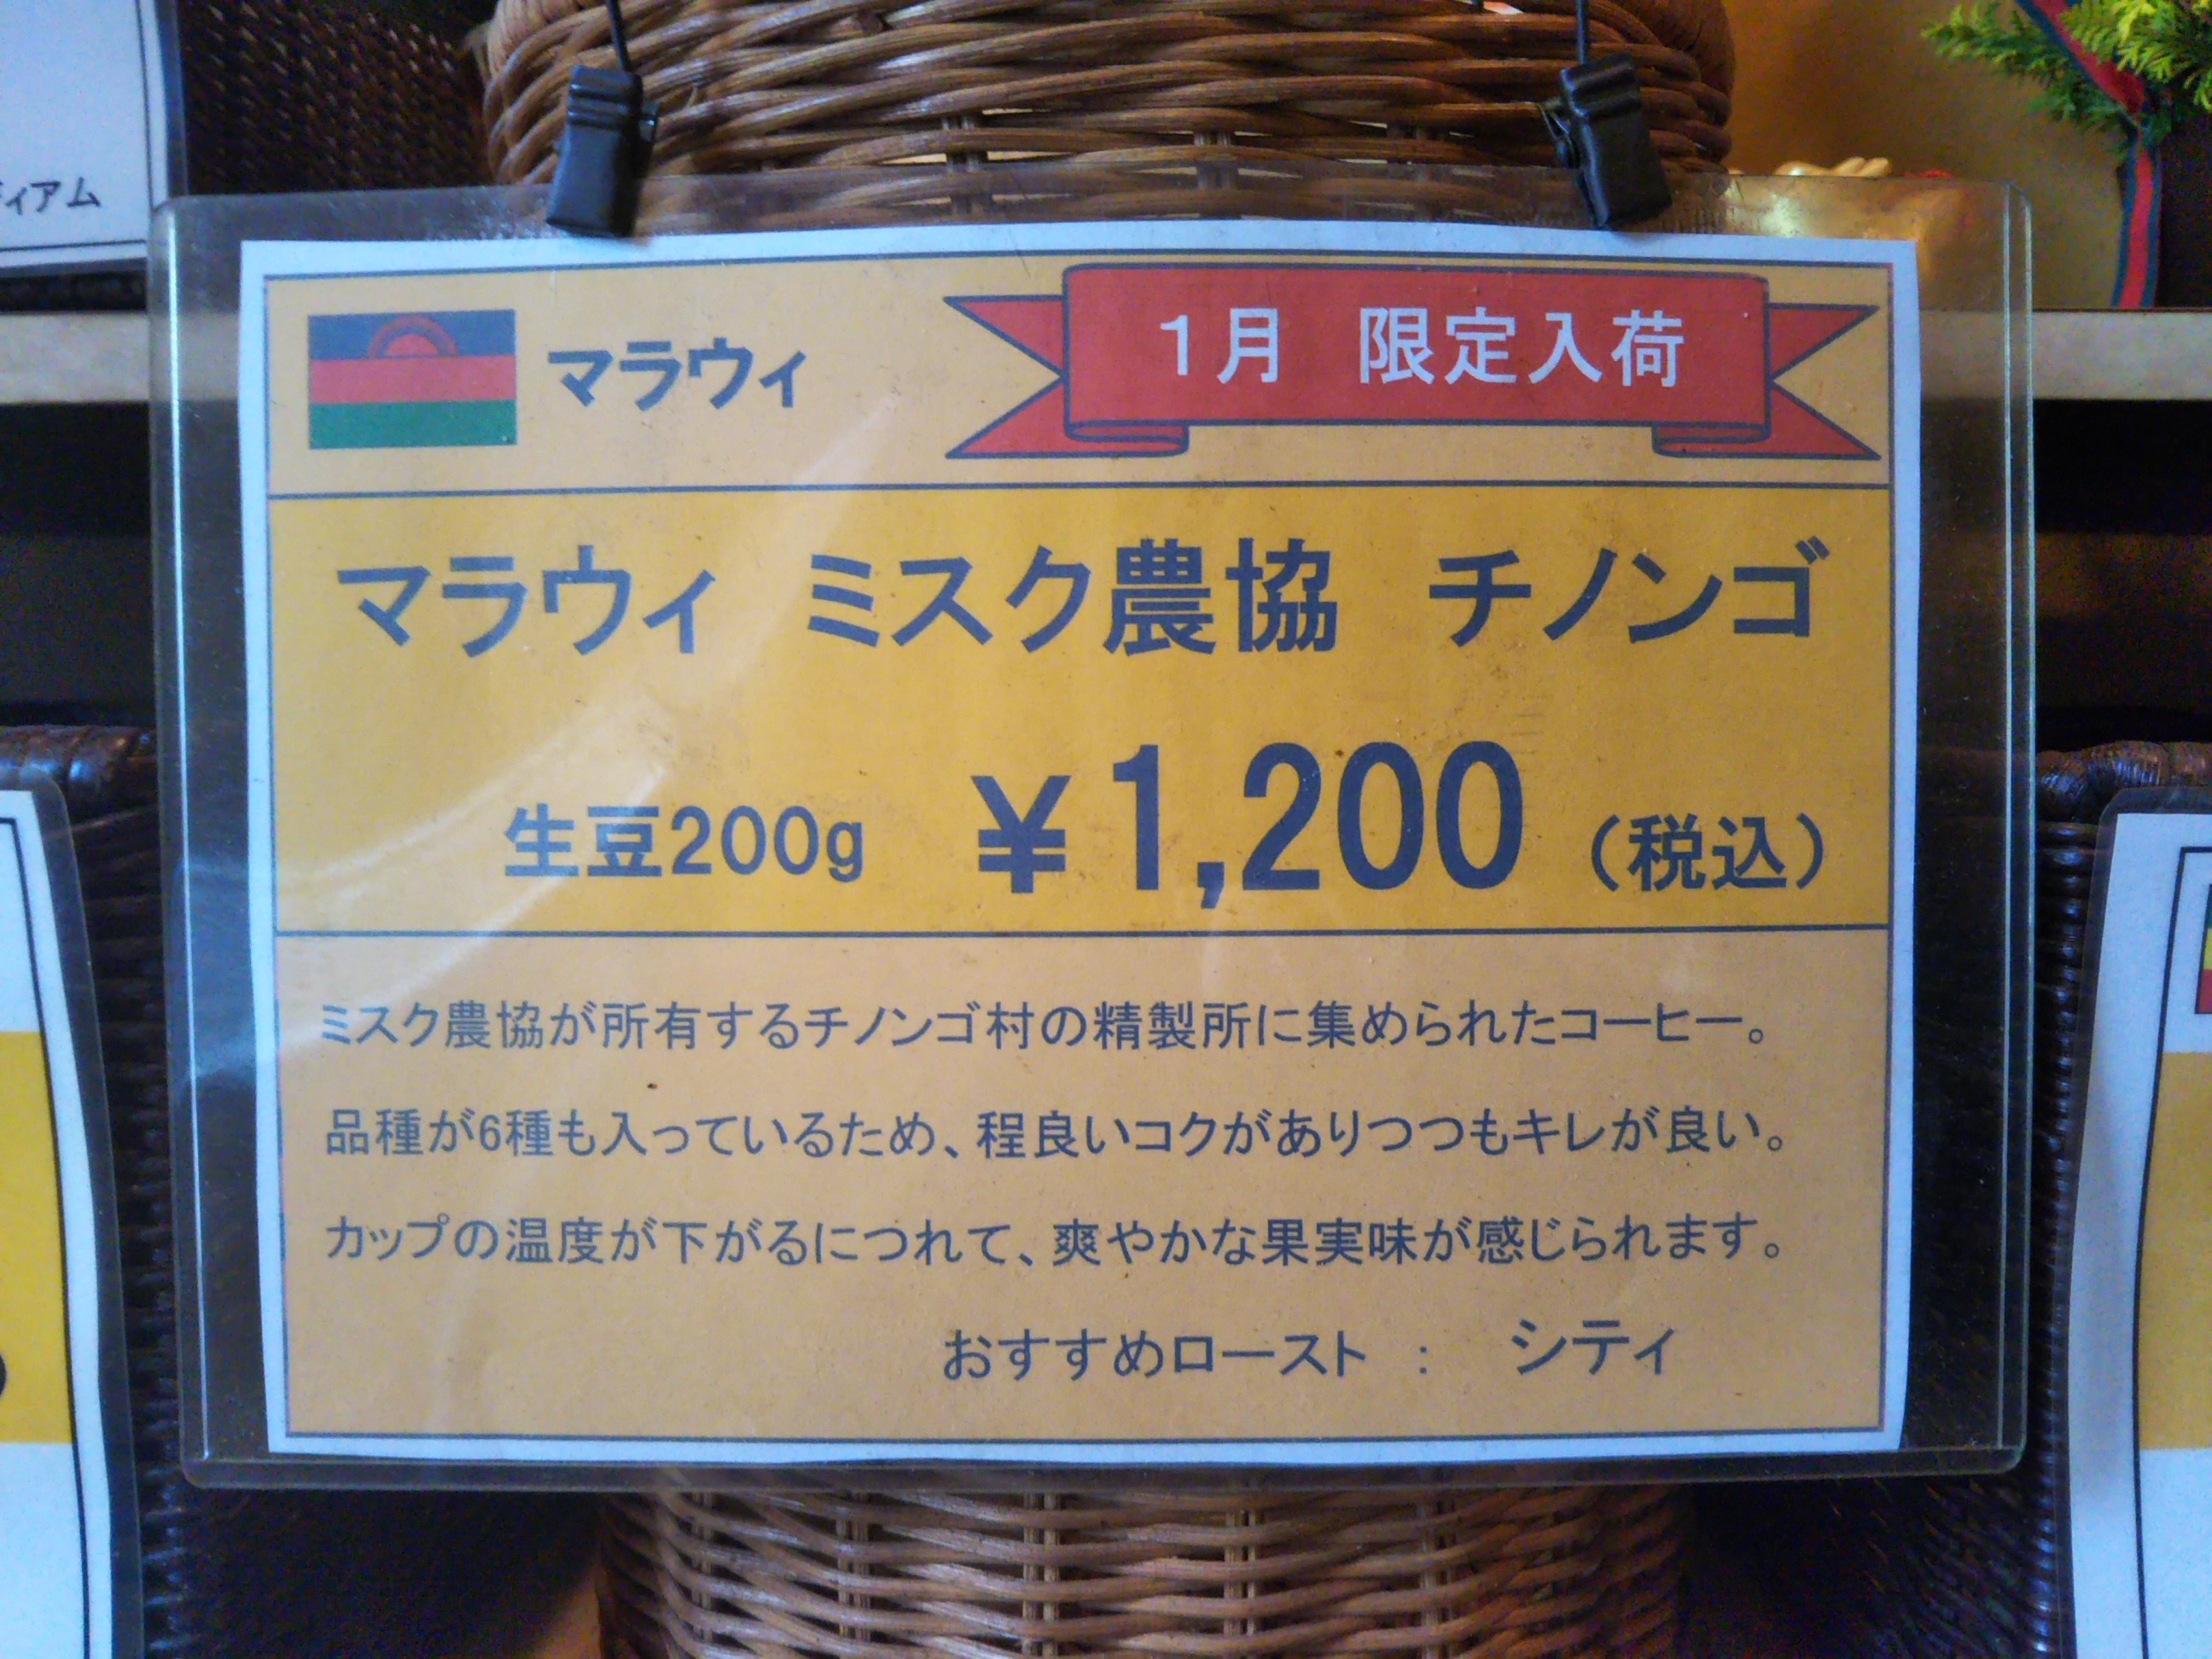 ディアム
マラウィ
1月　限定入荷
マラウィ　ミスク農協　チノンゴ
生豆200g　￥1,200（税込）
ミスク農協が所有するチノンゴ村の精製所に集められたコーヒー。
品種が6種も入っているため、程良いコクがありつつもキレが良い。
カップの温度が下がるにつれて、爽やかな果実味が感じられます。
おすすめロースト　：　シティ